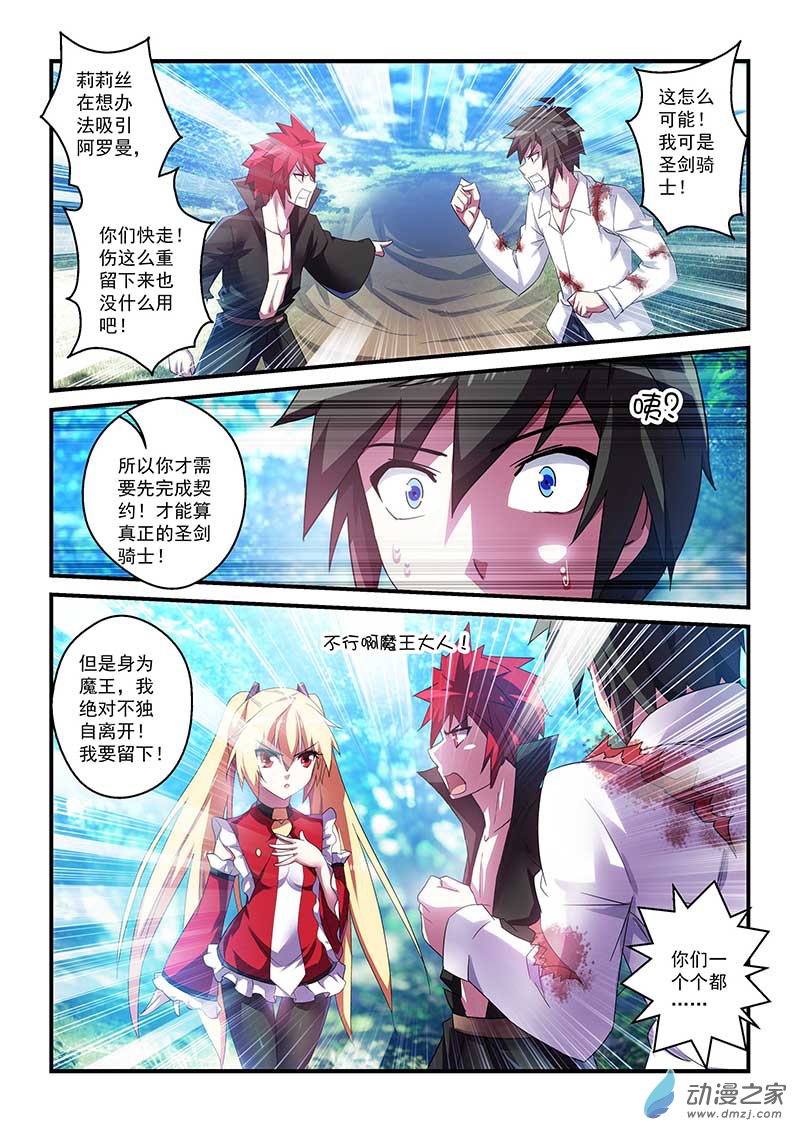 莉莉丝
在想办
法吸引
阿罗曼，
你们快走！
伤这么重
留下来也
没什么用
吧！
这怎么
可能！
我可是
圣剑骑
士！
咦？
所以你才需
要先完成契
约！才能算
真正的圣剑
骑士！
不行啊魔王大人！
但是身为
魔王，我
绝对不独
自离开！
我要留下！
你们一
个个都
……
动漫之家
www.dmzj.com